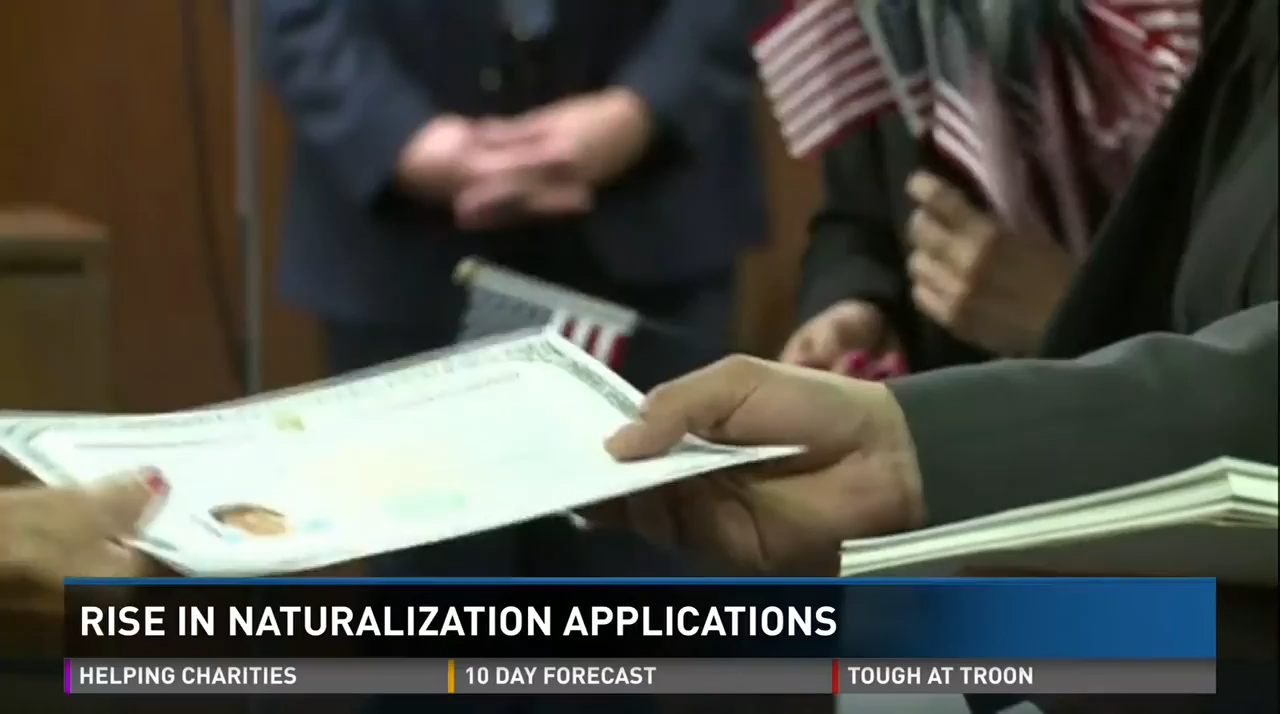 RISE IN NATURALIZATION APPLICATIONS
HELPING CHARITIES
10 DAY FORECAST
TOUGH AT TROON